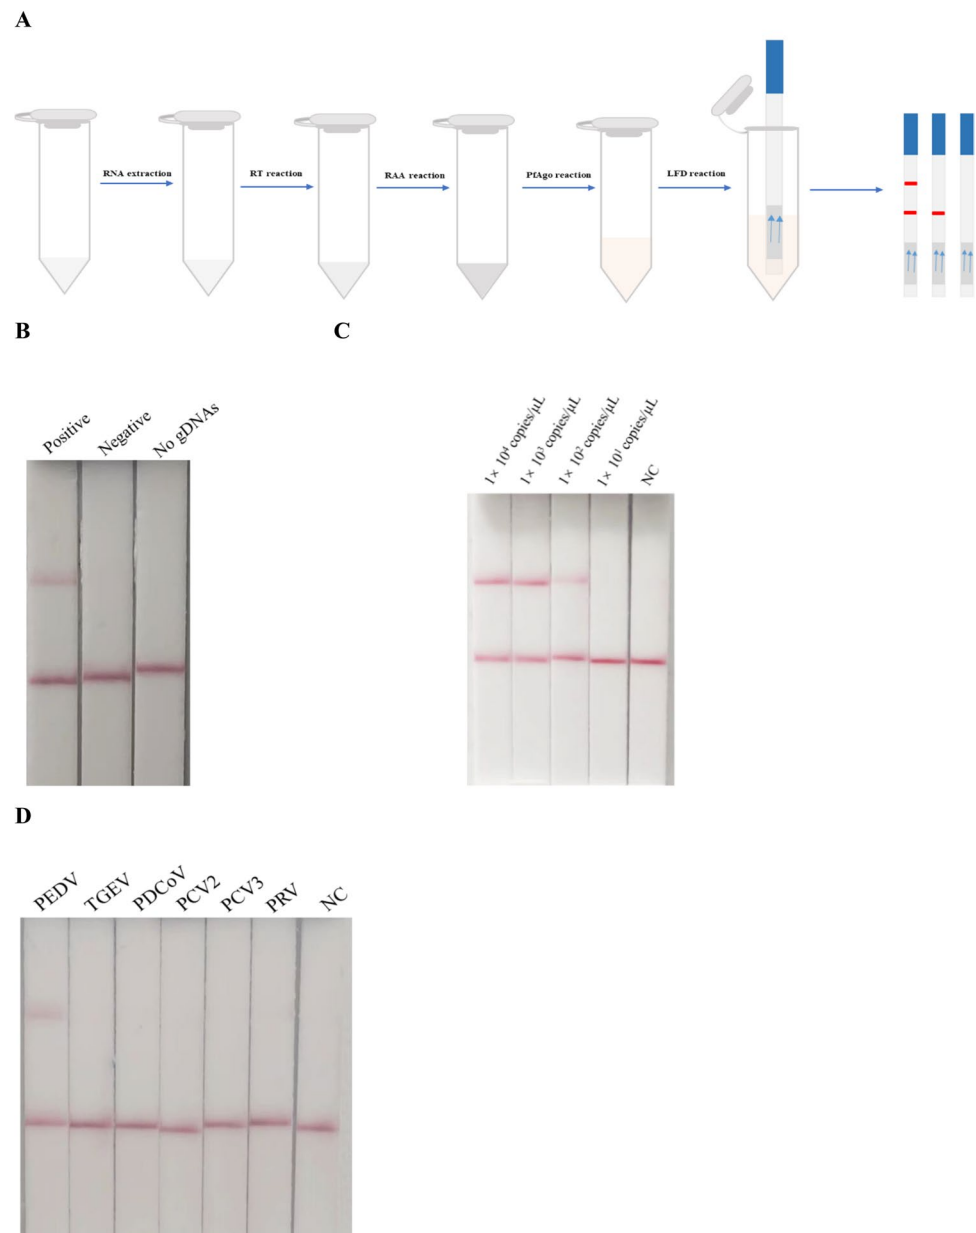 A
RNA extraction
RT reaction
RAA reaction
PfAgo reaction
LFD reaction
B
C
Positive
Negative
No gDNAs
1× 10⁴ copies/μL
1× 10³ copies/μL
1× 10² copies/μL
1× 10¹ copies/μL
NC
D
PEDV
TGEV
PDCoV
PCV2
PCV3
PRV
NC